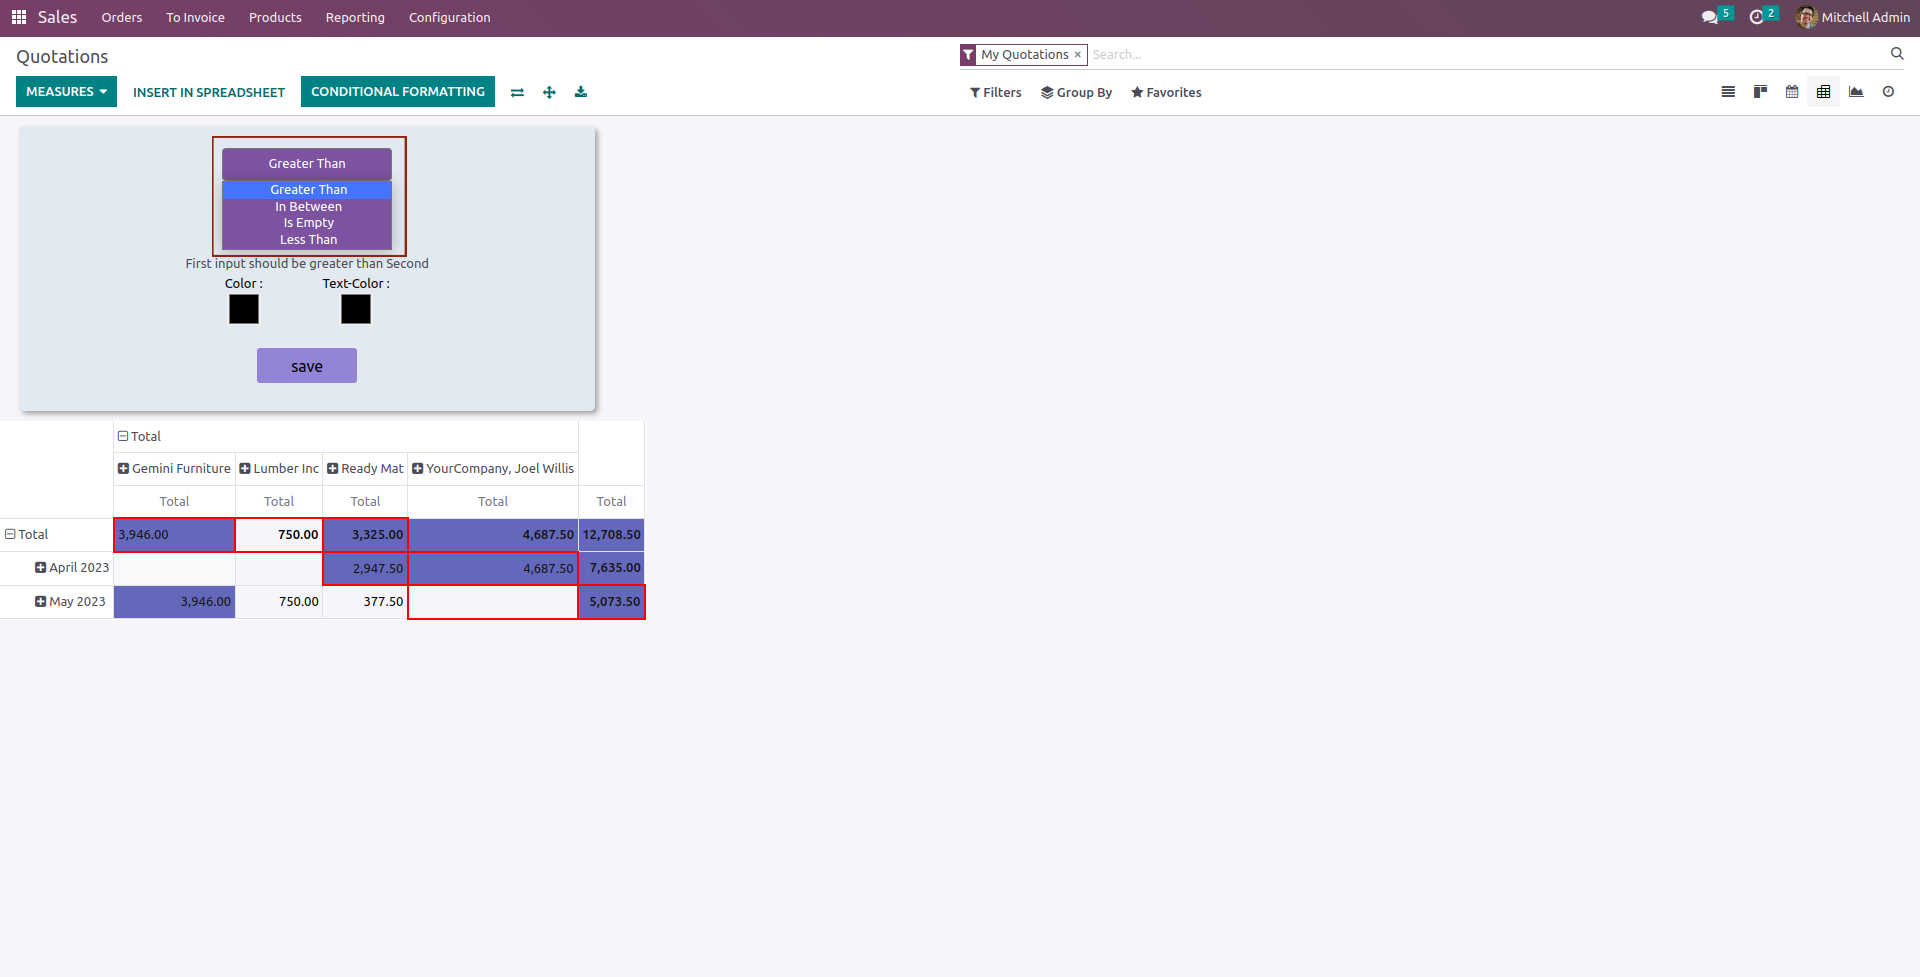 Sales Orders To Invoice Products Reporting Configuration 5 2 Mitchell Admin
Quotations My Quotations × Search...
MEASURES INSERT IN SPREADSHEET CONDITIONAL FORMATTING Filters Group By Favorites
Greater Than
Greater Than
In Between
Is Empty
Less Than
First input should be greater than Second
Color : Text-Color :
save
Total
Gemini Furniture Lumber Inc Ready Mat YourCompany, Joel Willis
Total Total Total Total Total
Total 3,946.00 750.00 3,325.00 4,687.50 12,708.50
April 2023 2,947.50 4,687.50 7,635.00
May 2023 3,946.00 750.00 377.50 5,073.50